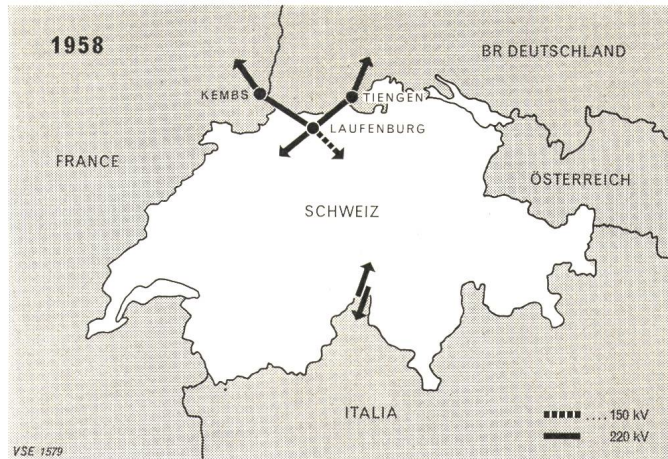 1958
BR DEUTSCHLAND
KEMBS
TIENGEN
LAUFENBURG
FRANCE
ÖSTERREICH
SCHWEIZ
ITALIA
.... 150 kV
220 kV
VSE 1579